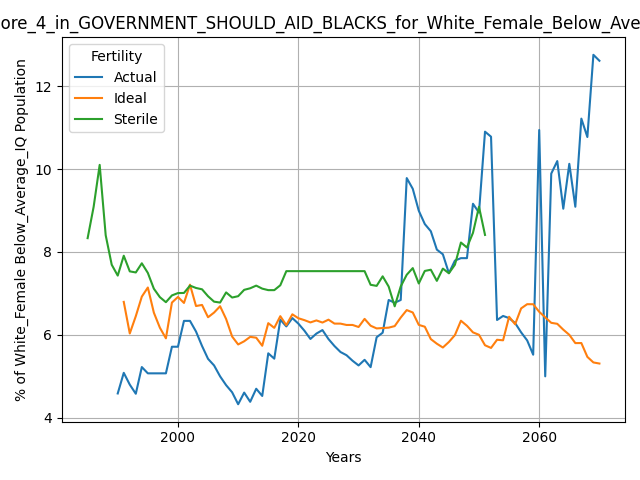 ore_4_in_GOVERNMENT_SHOULD_AID_BLACKS_for_White_Female_Below_Ave
Fertility
Actual
Ideal
Sterile
% of White_Female Below_Average_IQ Population
12
10
8
6
4
2000 2020 2040 2060
Years